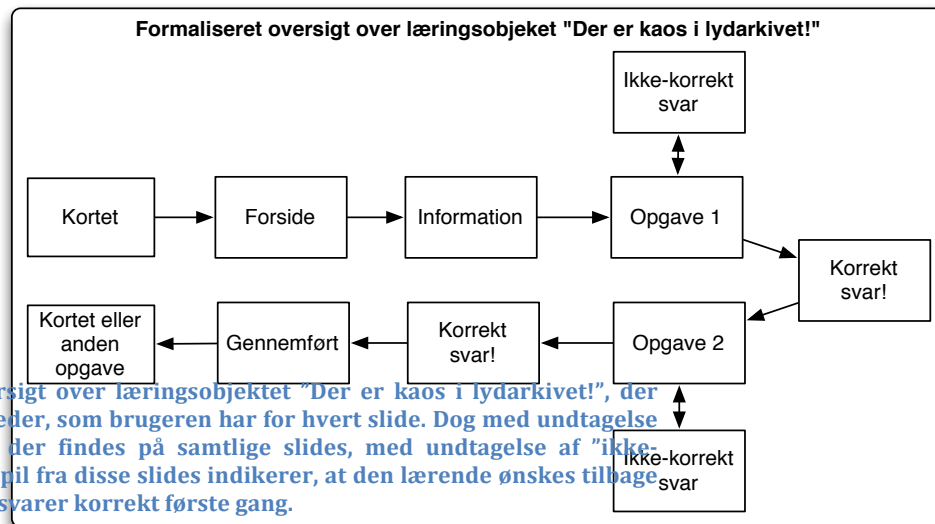 Formaliseret oversigt over læringsobjeket "Der er kaos i lydarkivet!"
Ikke-korrekt
svar
Kortet
Forside
Information
Opgave 1
Korrekt
svar!
Kortet eller
anden
opgave
Gennemført
Korrekt
svar!
Opgave 2
Ikke-korrekt
svar
over læringsobjektet ”Der er kaos i lydarkivet!”, der
som brugeren har for hvert slide. Dog med undtagelse
der findes på samtlige slides, med undtagelse af ”ikke-
pil fra disse slides indikerer, at den lærende ønskes tilbage
svarer korrekt første gang.